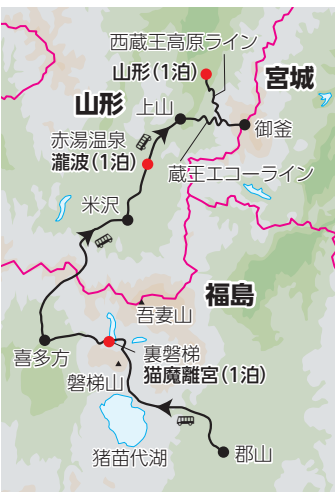 西蔵王高原ライン
山形（1泊）
宮城
山形
上山
御釜
赤湯温泉
瀧波（1泊）
蔵王エコーライン
米沢
福島
吾妻山
喜多方
裏磐梯
猫魔離宮（1泊）
磐梯山
猪苗代湖
郡山